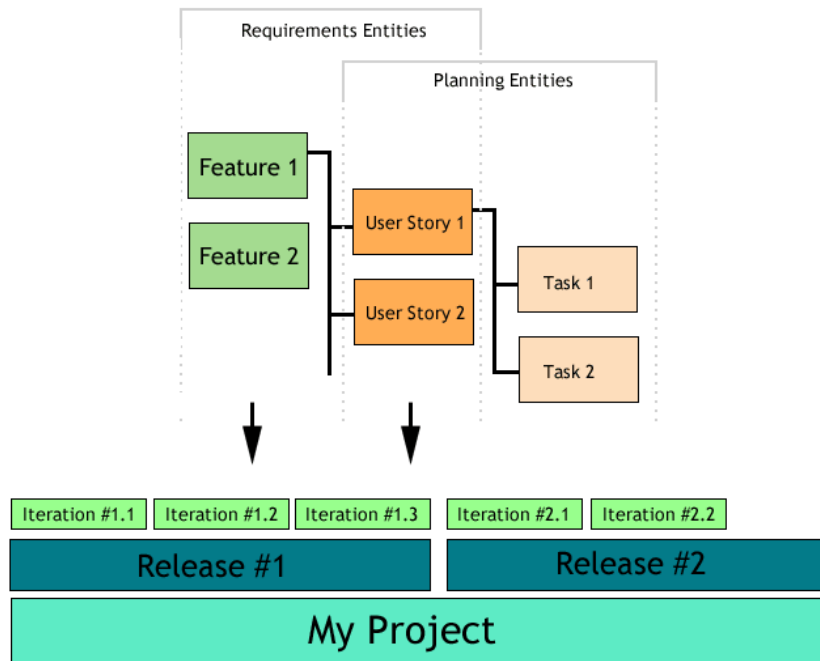 Requirements Entities
Planning Entities
Feature 1
User Story 1
Feature 2
Task 1
User Story 2
Task 2
Iteration #1.1
Iteration #1.2
Iteration #1.3
Iteration #2.1
Iteration #2.2
Release #1
Release #2
My Project